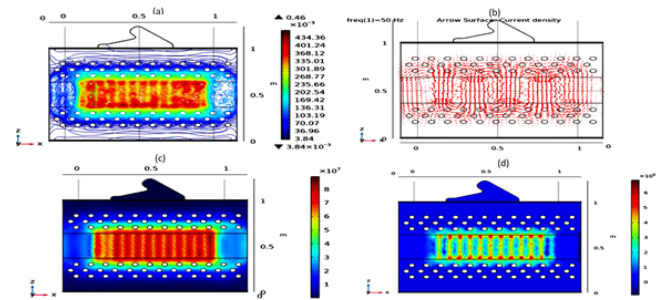 (a)
0 0.5 1
▲ 0.46
×10⁻³
434.36
401.24
368.12
335.01
301.89
268.77
235.66
202.54
169.42
136.31
103.19
70.07
36.96
3.84
▼ 3.84×10⁻³
1
m
0.5
0
z
x
(b)
freq(1)=50 Hz Arrow Surface: Current density
0 0.5 1
1
m
0.5
0
z
x
(c)
0 0.5 1
×10⁷
8
7
6
5
4
3
2
1
1
m
0.5
0
z
x
(d)
0 0.5 1
6
5
4
3
2
1
0
1
m
0.5
z
x